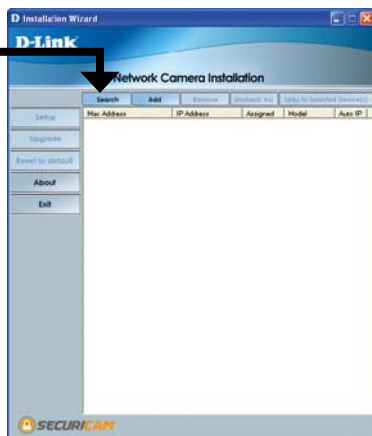 D Installation Wizard
D-Link
Network Camera Installation
Search Add Remove Uncheck ALL Links to Selected Device(s)
Mac Address IP Address Assigned Model Auto IP
Setup
Upgrade
Reset to default
About
Exit
SECURICAM